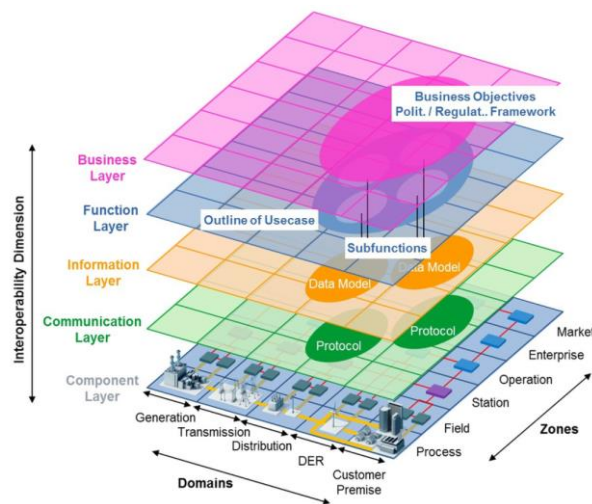 Business Objectives
Polit. / Regulat.. Framework
Business
Layer
Function
Layer
Outline of Usecase
Subfunctions
Information
Layer
Data Model
Data Model
Communication
Layer
Protocol
Protocol
Component
Layer
Interoperability Dimension
Market
Enterprise
Operation
Station
Field
Process
Zones
Generation
Transmission
Distribution
DER
Customer
Premise
Domains